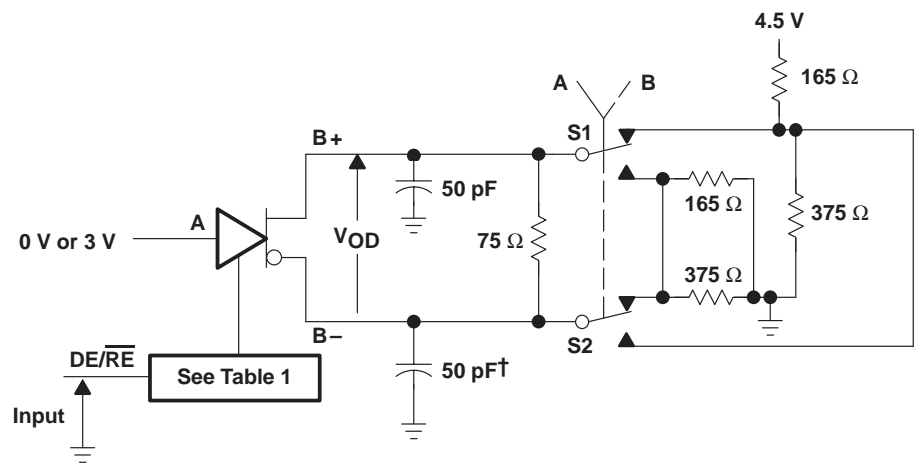 4.5 V
165 Ω
A
B
S1
B+
50 pF
165 Ω
A
VOD
375 Ω
0 V or 3 V
75 Ω
375 Ω
B–
S2
DE/RE
See Table 1
50 pF†
Input